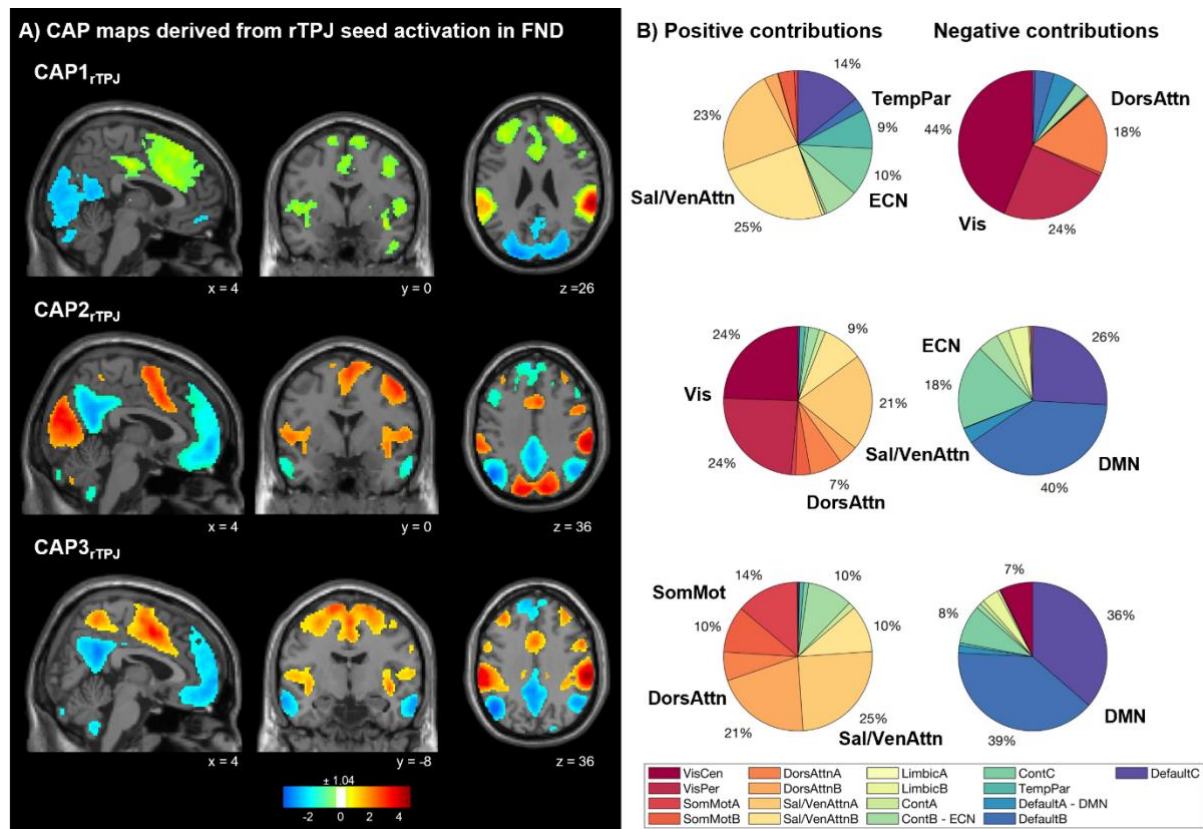 A) CAP maps derived from rTPJ seed activation in FND
CAP1rTPJ
x = 4
y = 0
z =26
CAP2rTPJ
x = 4
y = 0
z = 36
CAP3rTPJ
x = 4
y = -8
z = 36
± 1.04
-2 0 2 4
B) Positive contributions
Negative contributions
14%
TempPar
9%
10%
ECN
25%
Sal/VenAttn
23%
DorsAttn
18%
24%
Vis
44%
24%
9%
Vis
21%
Sal/VenAttn
24%
7%
DorsAttn
ECN
26%
18%
DMN
40%
SomMot
14%
10%
10%
10%
DorsAttn
21%
25%
Sal/VenAttn
7%
8%
36%
DMN
39%
VisCen
VisPer
SomMotA
SomMotB
DorsAttnA
DorsAttnB
Sal/VenAttnA
Sal/VenAttnB
LimbicA
LimbicB
ContA
ContB - ECN
ContC
TempPar
DefaultA - DMN
DefaultB
DefaultC